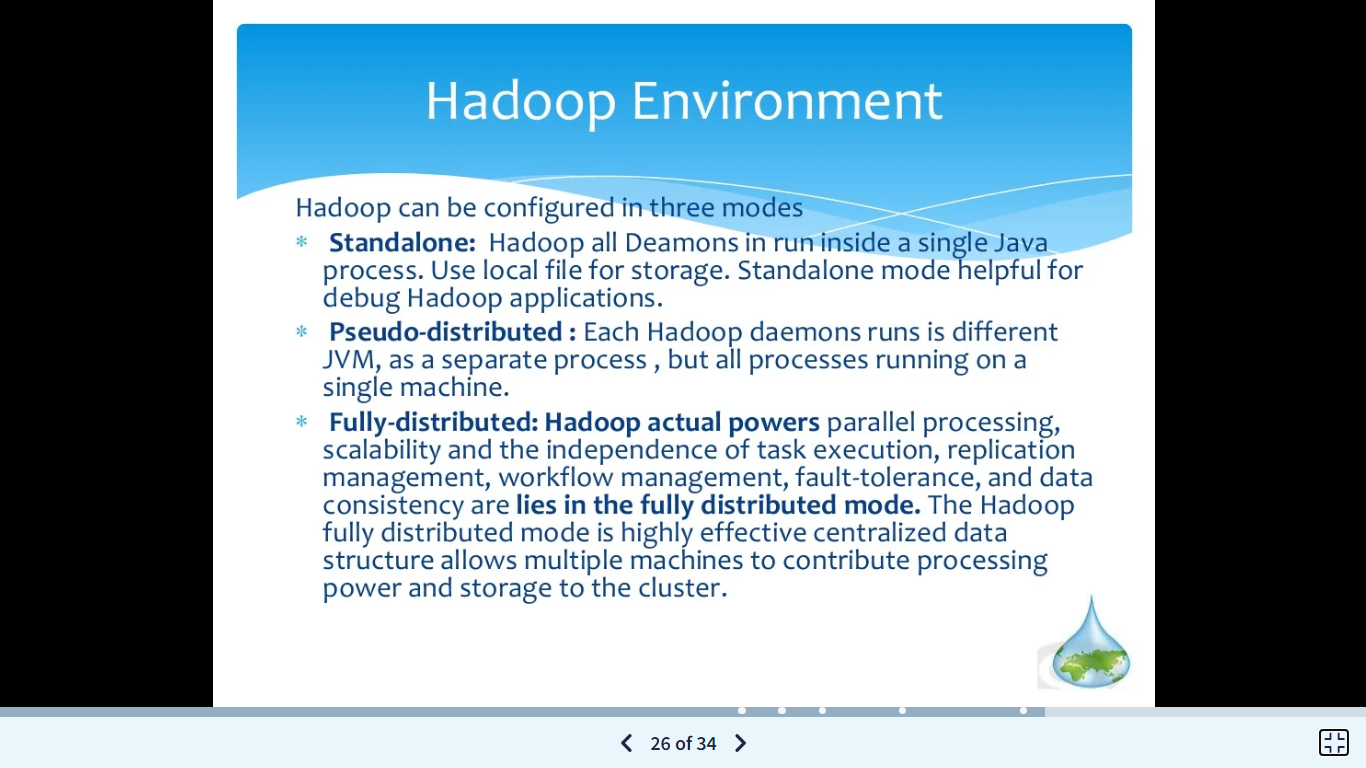 Hadoop Environment
Hadoop can be configured in three modes
* Standalone: Hadoop all Deamons in run inside a single Java
process. Use local file for storage. Standalone mode helpful for
debug Hadoop applications.
* Pseudo-distributed : Each Hadoop daemons runs is different
JVM, as a separate process , but all processes running on a
single machine.
* Fully-distributed: Hadoop actual powers parallel processing,
scalability and the independence of task execution, replication
management, workflow management, fault-tolerance, and data
consistency are lies in the fully distributed mode. The Hadoop
fully distributed mode is highly effective centralized data
structure allows multiple machines to contribute processing
power and storage to the cluster.
26 of 34